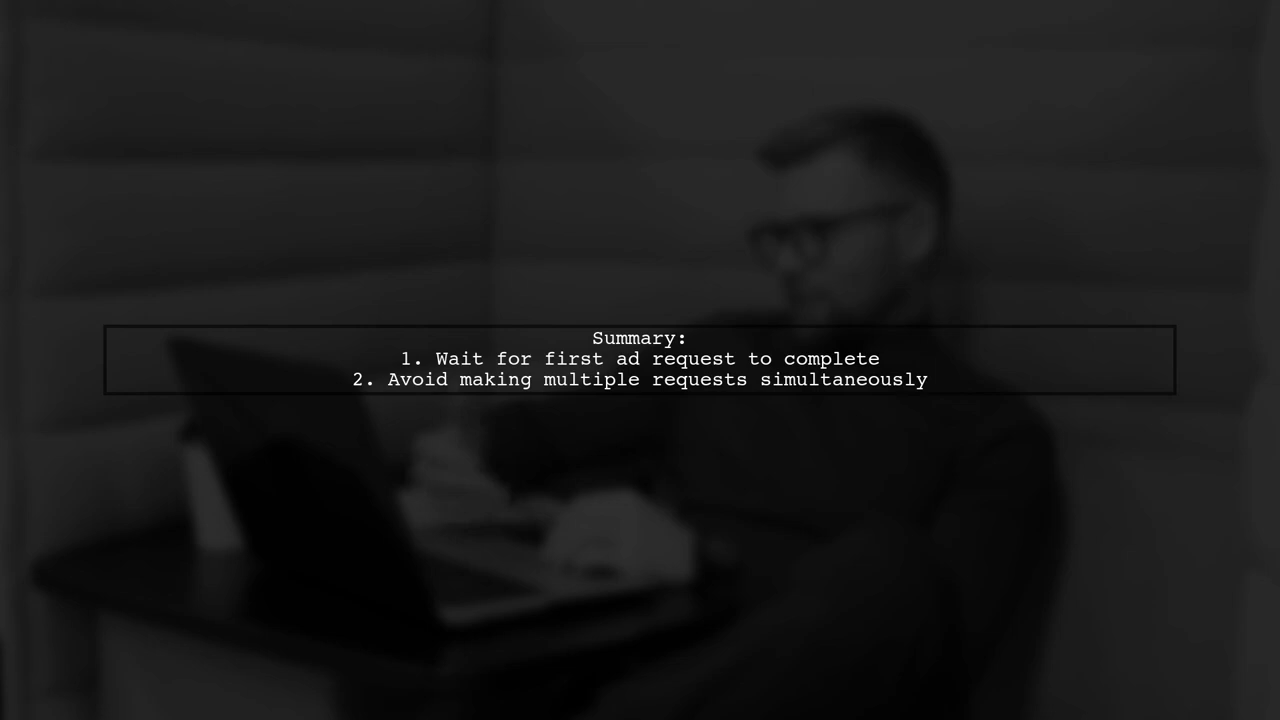 Summary:
1. Wait for first ad request to complete
2. Avoid making multiple requests simultaneously